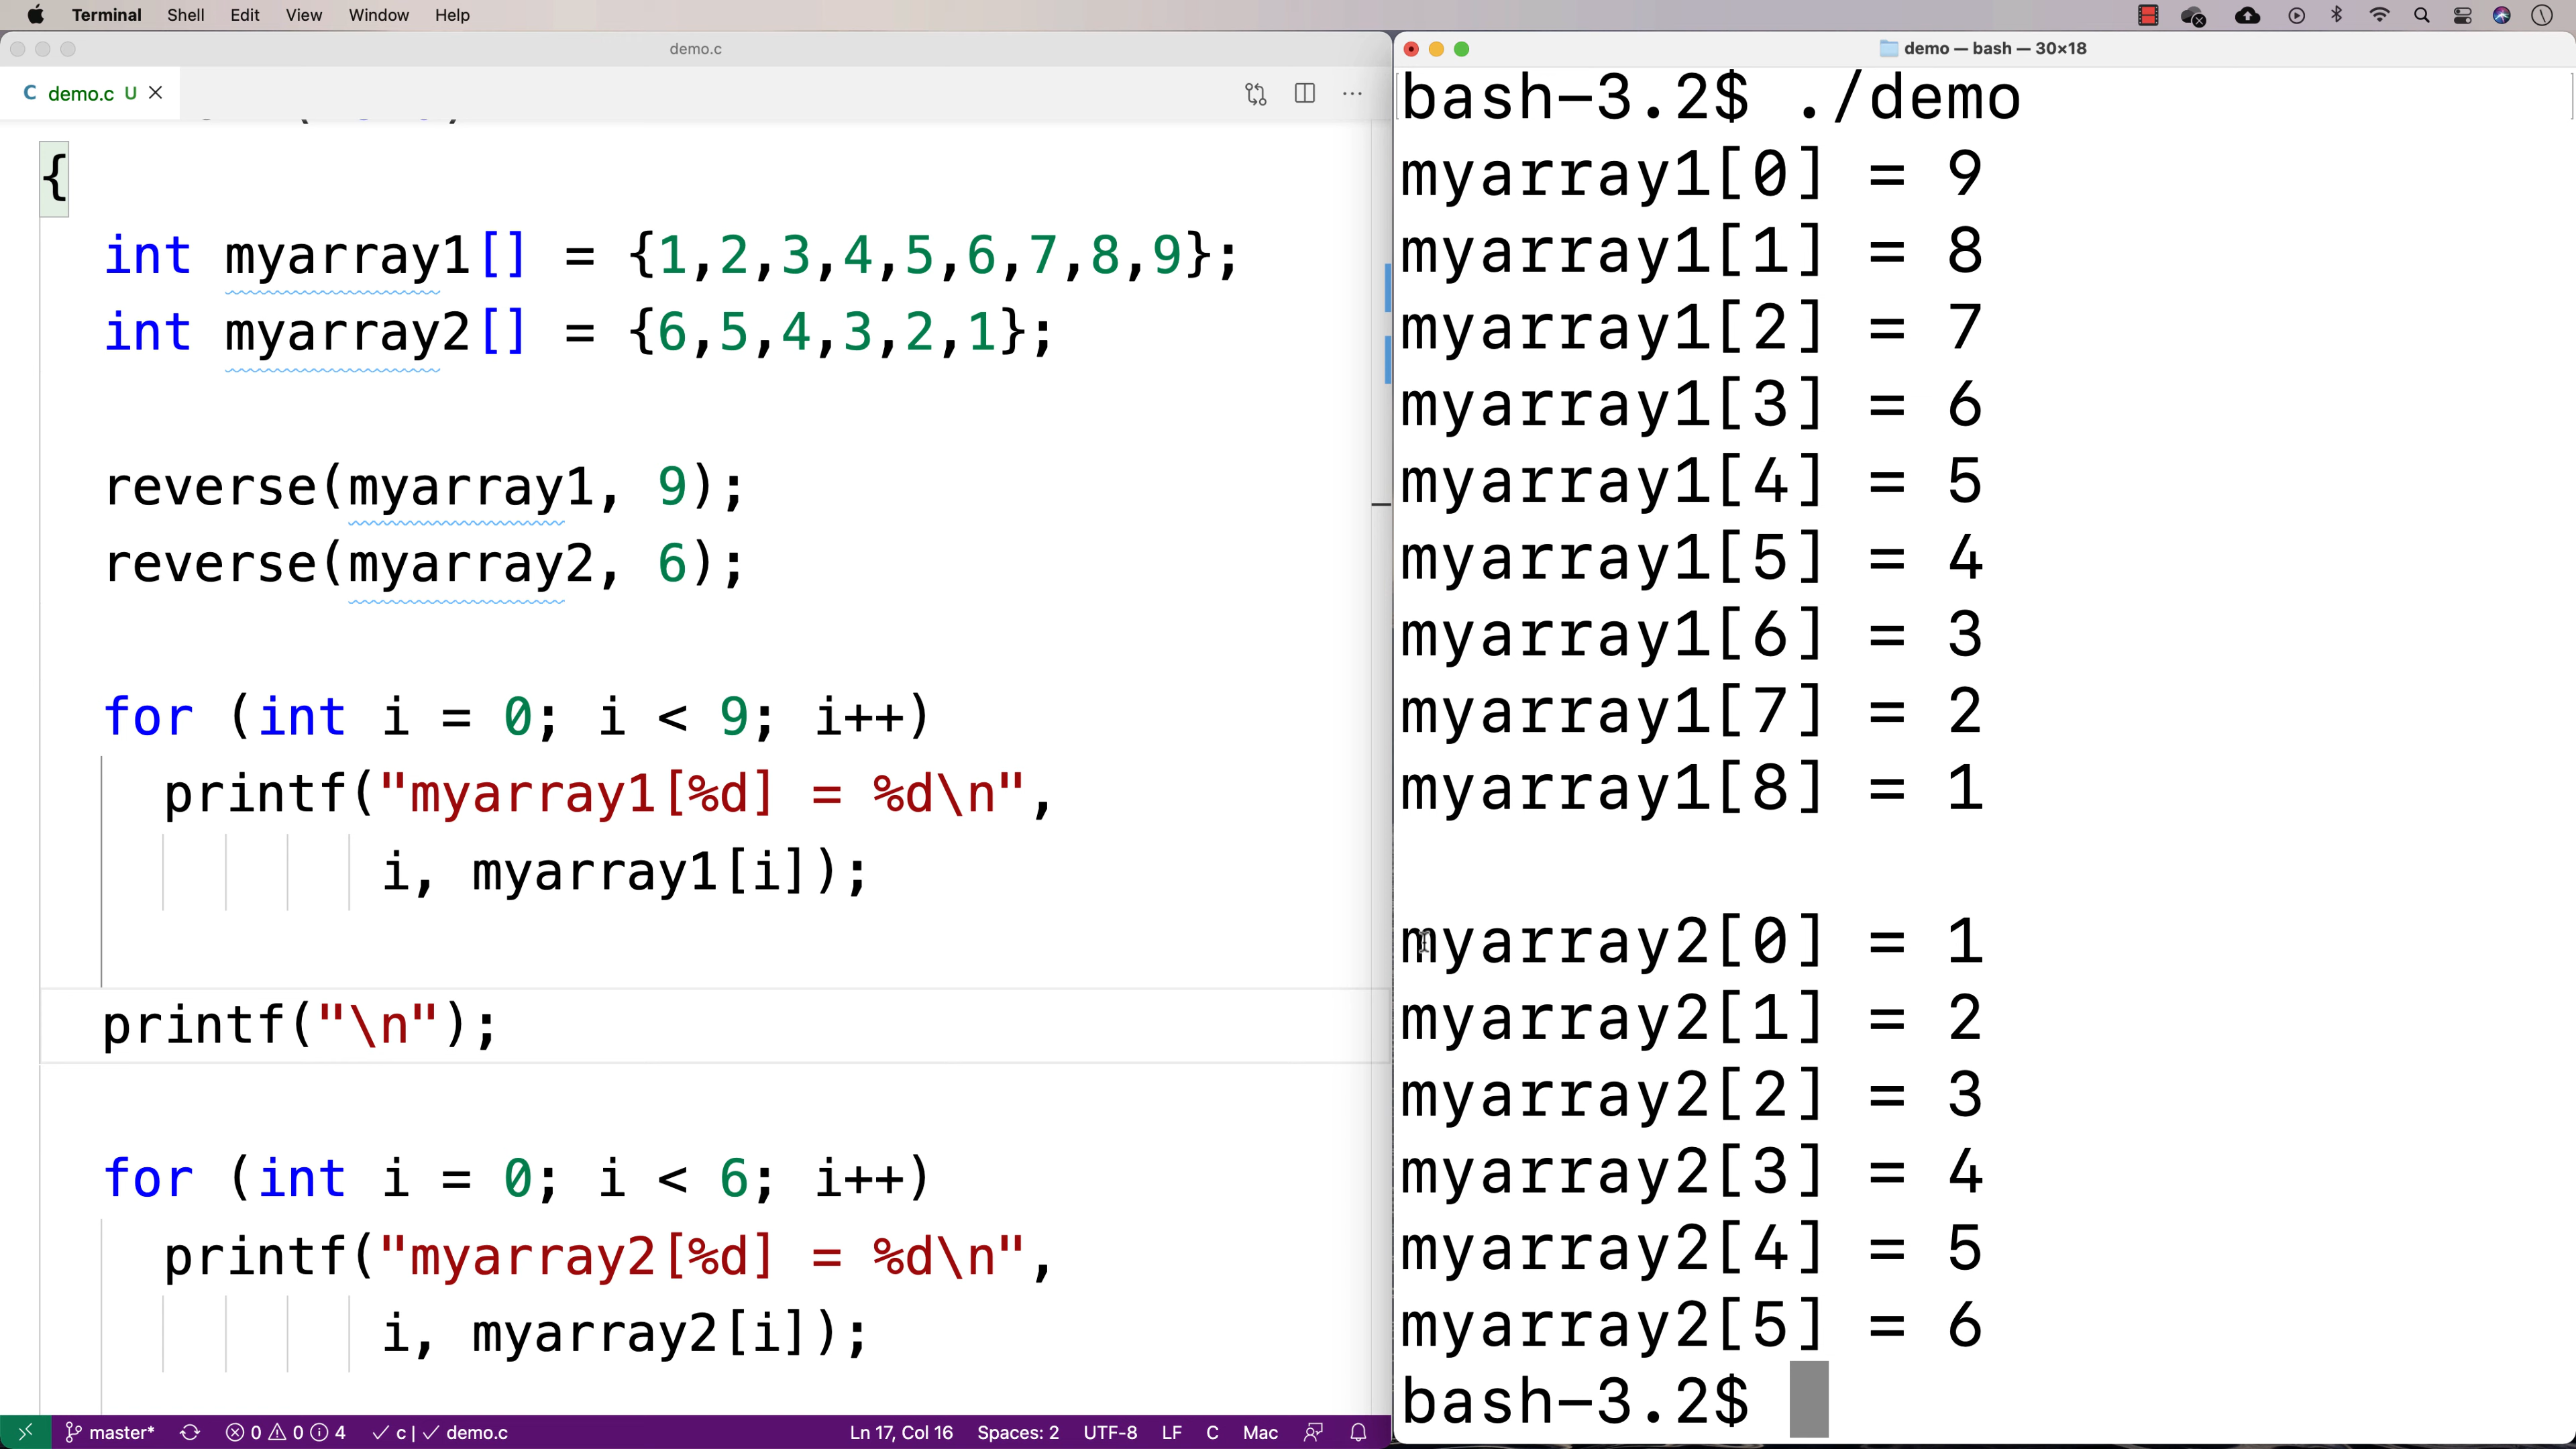 Terminal Shell Edit View Window Help
demo.c
C demo.c U
{
int myarray1[] = {1,2,3,4,5,6,7,8,9};
int myarray2[] = {6,5,4,3,2,1};
reverse(myarray1, 9);
reverse(myarray2, 6);
for (int i = 0; i < 9; i++)
printf("myarray1[%d] = %d\n",
i, myarray1[i]);
printf("\n");
for (int i = 0; i < 6; i++)
printf("myarray2[%d] = %d\n",
i, myarray2[i]);
master* 0 0 4 c | demo.c Ln 17, Col 16 Spaces: 2 UTF-8 LF C Mac
demo — bash — 30×18
bash-3.2$ ./demo
myarray1[0] = 9
myarray1[1] = 8
myarray1[2] = 7
myarray1[3] = 6
myarray1[4] = 5
myarray1[5] = 4
myarray1[6] = 3
myarray1[7] = 2
myarray1[8] = 1
myarray2[0] = 1
myarray2[1] = 2
myarray2[2] = 3
myarray2[3] = 4
myarray2[4] = 5
myarray2[5] = 6
bash-3.2$